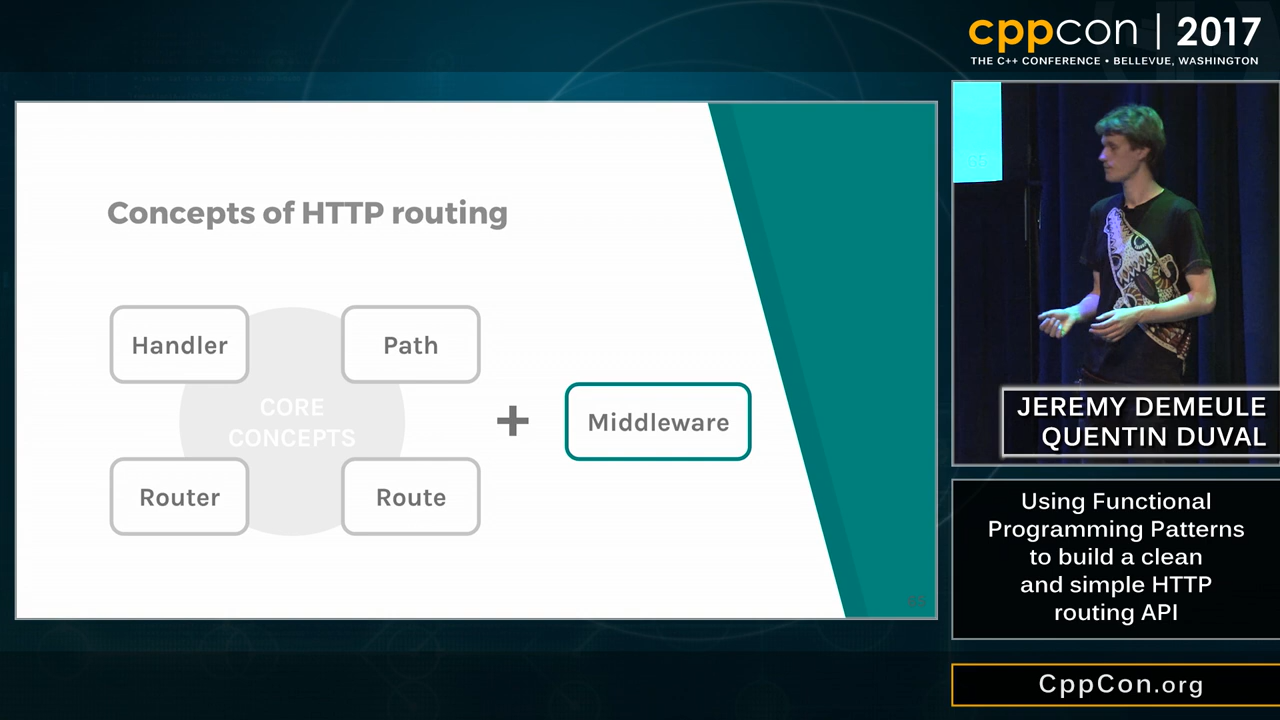 cppcon | 2017
THE C++ CONFERENCE • BELLEVUE, WASHINGTON
Concepts of HTTP routing
Handler
Path
CORE
CONCEPTS
+
Middleware
Router
Route
63
JEREMY DEMEULE
QUENTIN DUVAL
Using Functional
Programming Patterns
to build a clean
and simple HTTP
routing API
CppCon.org